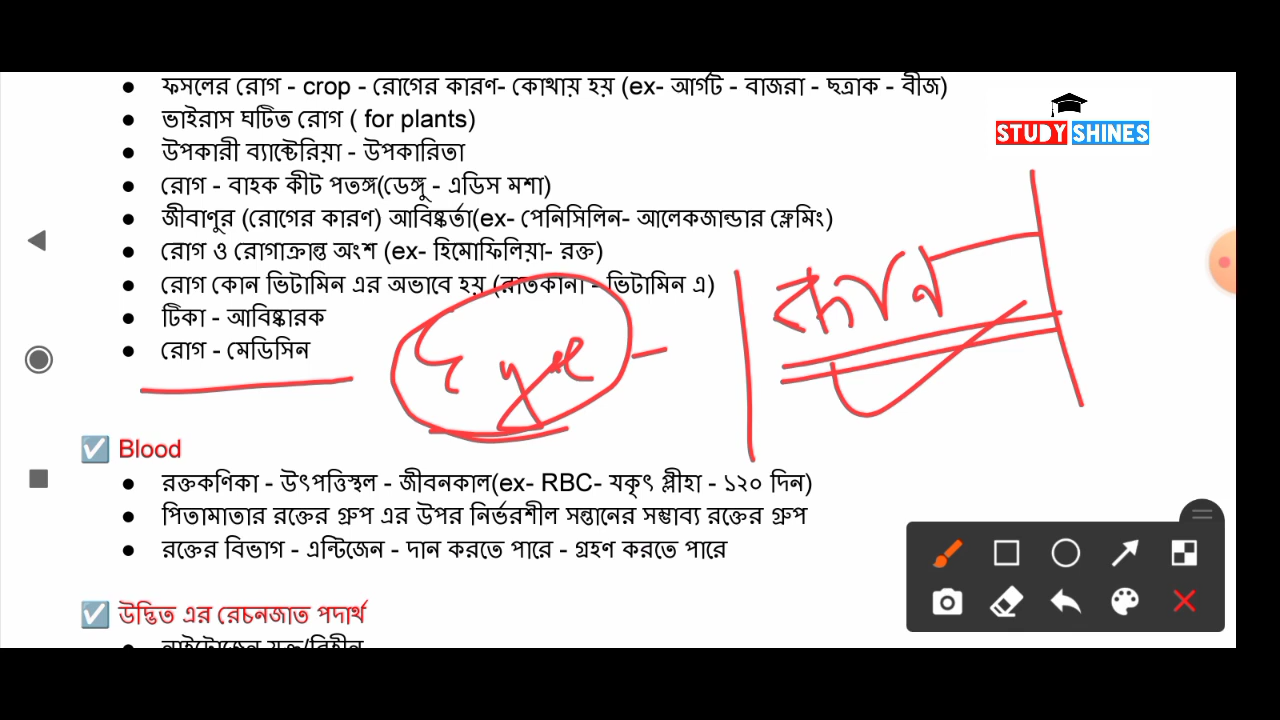 ● ফসলের রোগ - crop - রোগের কারণ- কোথায় হয় (ex- আর্গট - বাজরা - ছত্রাক - বীজ)
STUDY SHINES
● ভাইরাস ঘটিত রোগ ( for plants)
● উপকারী ব্যাক্টেরিয়া - উপকারিতা
● রোগ - বাহক কীট পতঙ্গ(ডেঙ্গু - এডিস মশা)
● জীবাণুর (রোগের কারণ) আবিষ্কর্তা(ex- পেনিসিলিন- আলেকজান্ডার ফ্লেমিং)
● রোগ ও রোগাক্রান্ত অংশ (ex- হিমোফিলিয়া- রক্ত)
● রোগ কোন ভিটামিন এর অভাবে হয় (রাতকানা - ভিটামিন এ)
● টিকা - আবিষ্কারক
● রোগ - মেডিসিন
Eye -
কারন
☑ Blood
● রক্তকণিকা - উৎপত্তিস্থল - জীবনকাল(ex- RBC- যকৃৎ প্লীহা - ১২০ দিন)
● পিতামাতার রক্তের গ্রুপ এর উপর নির্ভরশীল সন্তানের সম্ভাব্য রক্তের গ্রুপ
● রক্তের বিভাগ - এন্টিজেন - দান করতে পারে - গ্রহণ করতে পারে
☑ উদ্ভিত এর রেচনজাত পদার্থ
● নাইট্রোজেন যুক্ত/বিহীন